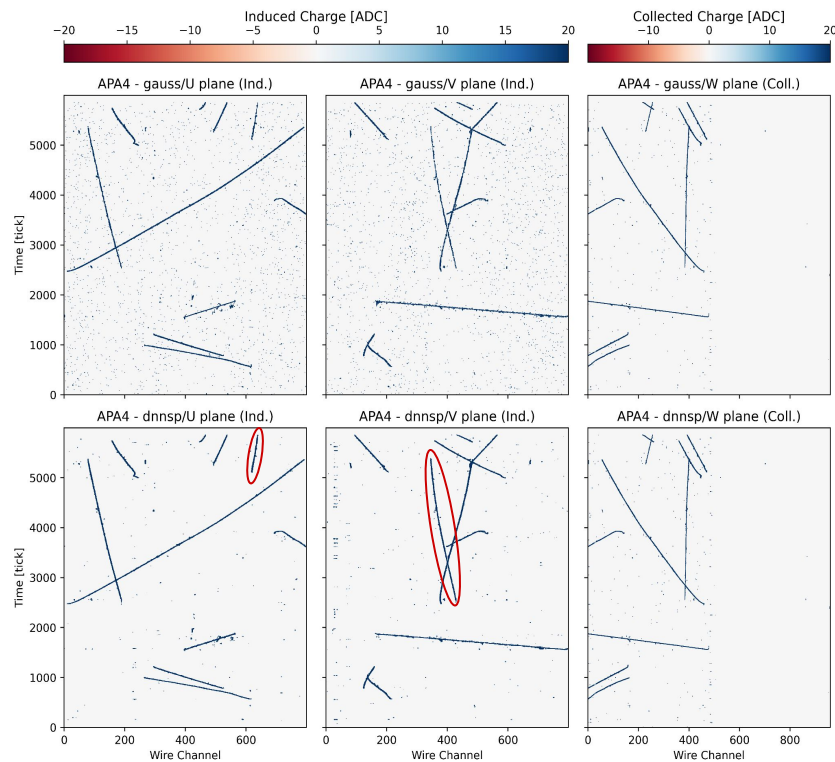 Induced Charge [ADC]
Collected Charge [ADC]
−20 −15 −10 −5 0 5 10 15 20
−10 0 10 20
APA4 - gauss/U plane (Ind.)
APA4 - gauss/V plane (Ind.)
APA4 - gauss/W plane (Coll.)
Time [tick]
5000
4000
3000
2000
1000
0
APA4 - dnnsp/U plane (Ind.)
APA4 - dnnsp/V plane (Ind.)
APA4 - dnnsp/W plane (Coll.)
Time [tick]
5000
4000
3000
2000
1000
0
0 200 400 600
0 200 400 600
0 200 400 600 800
Wire Channel
Wire Channel
Wire Channel